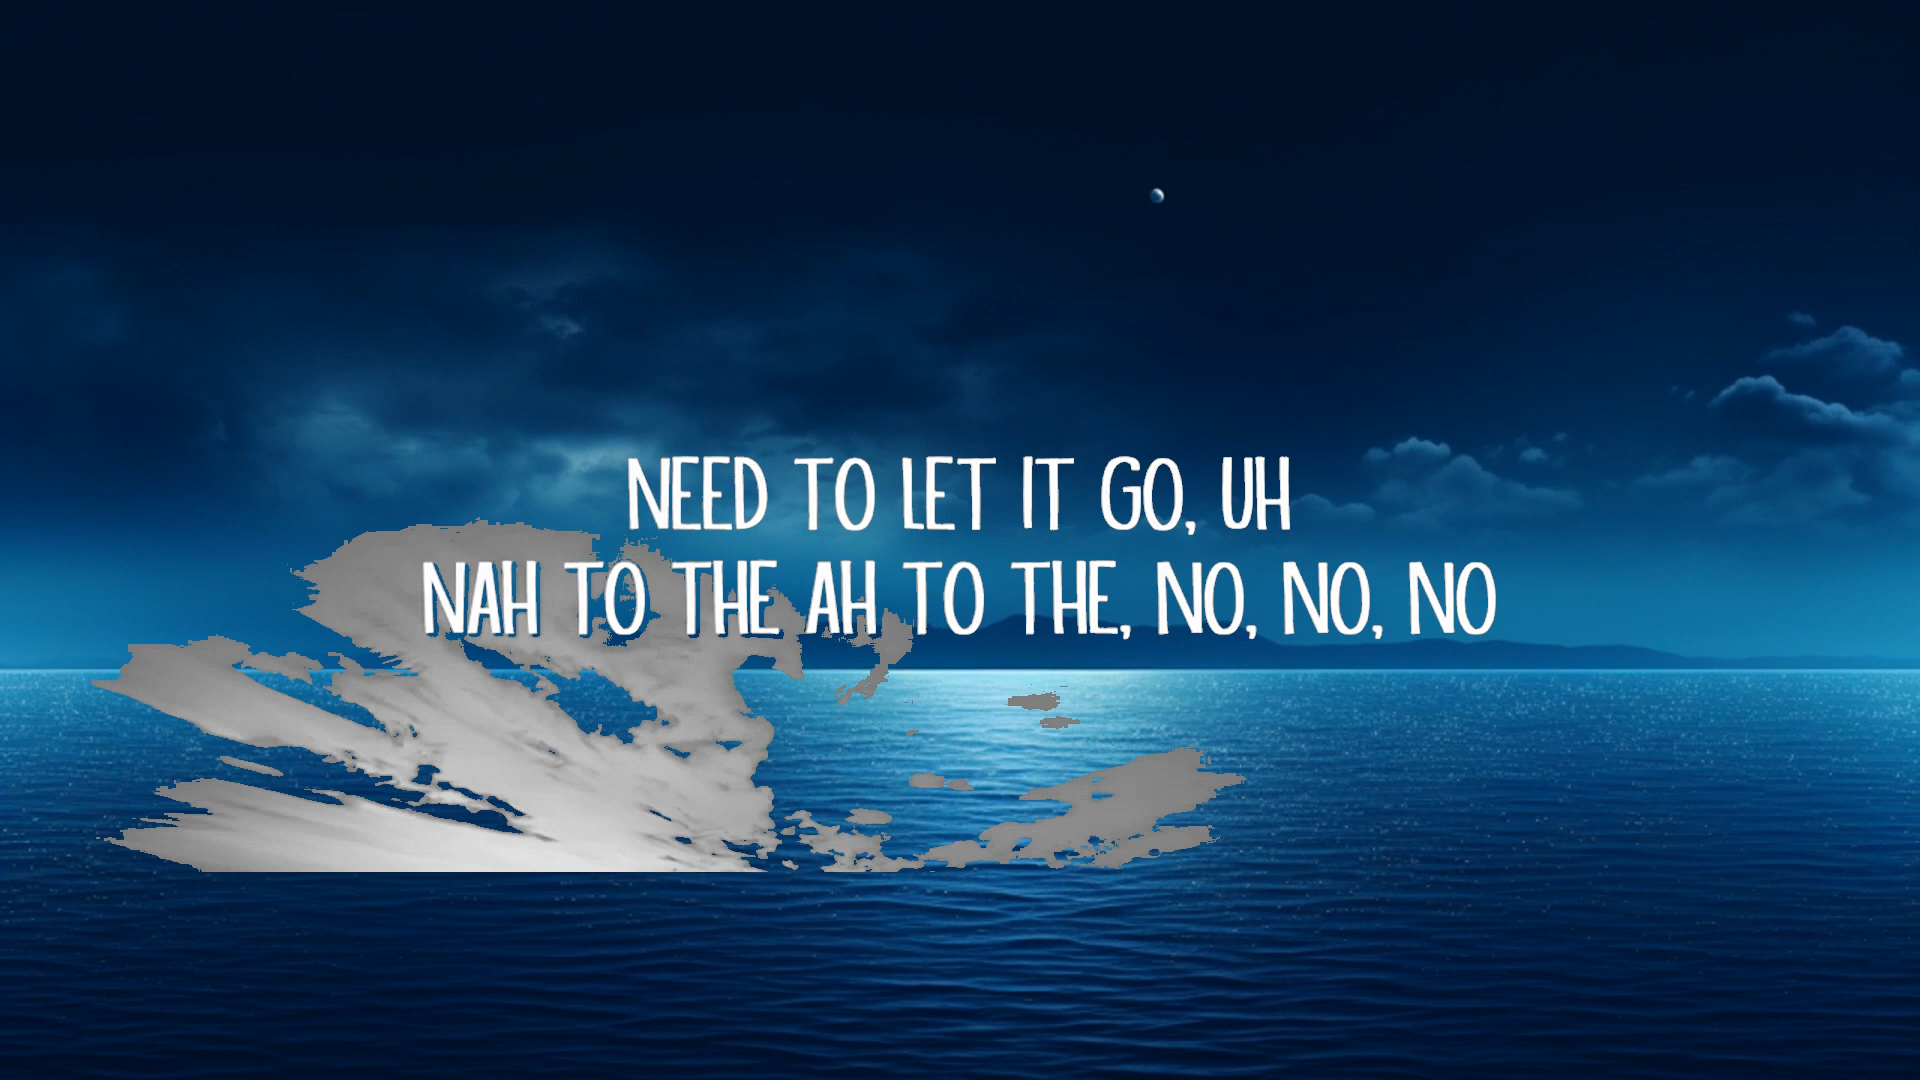 NEED TO LET IT GO, UH
NAH TO THE AH TO THE, NO, NO, NO